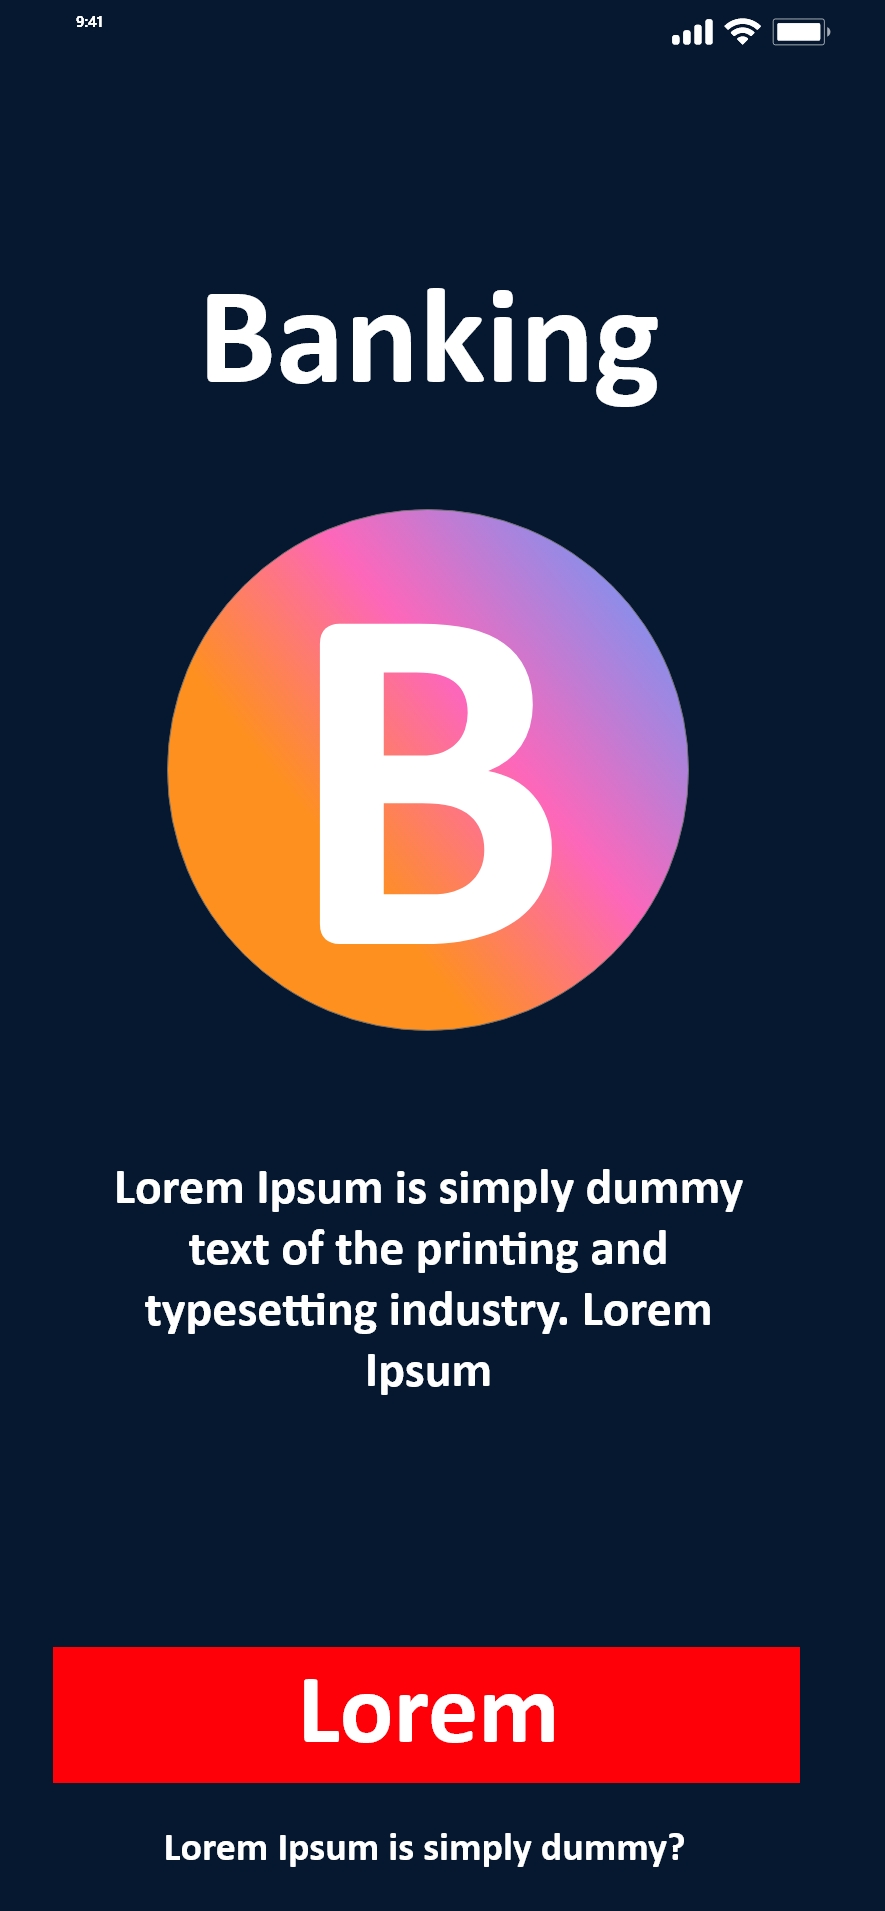 9:41
Banking
B
Lorem Ipsum is simply dummy
text of the printing and
typesetting industry. Lorem
Ipsum
Lorem
Lorem Ipsum is simply dummy?